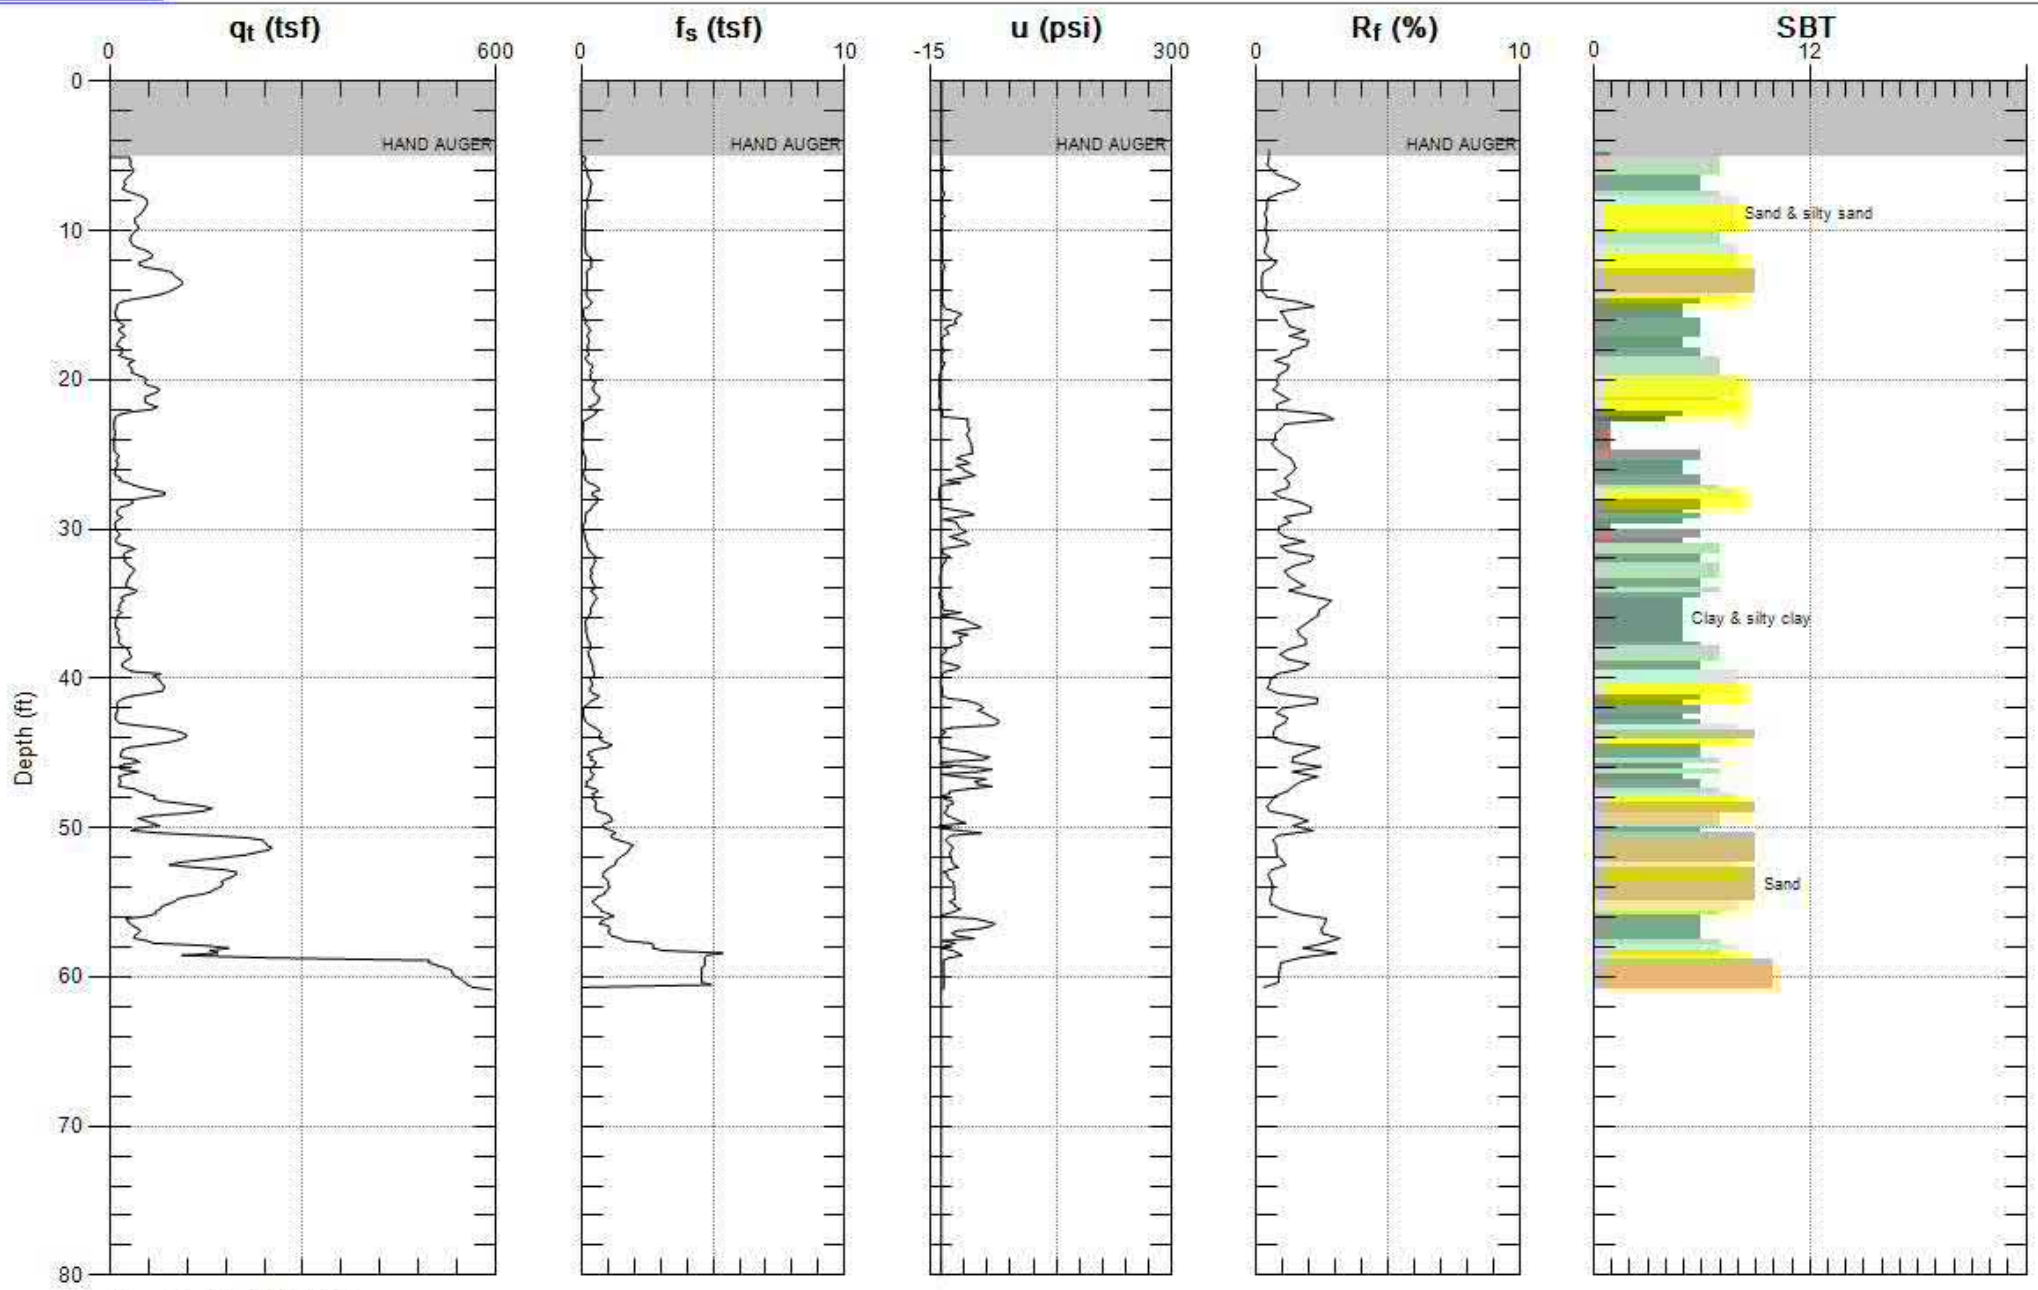 qt (tsf) fs (tsf) u (psi) Rf (%) SBT
0 600 0 10 -15 300 0 10 0 12
0
HAND AUGER HAND AUGER HAND AUGER HAND AUGER
Sand & silty sand
10
20
30
Clay & silty clay
40
Depth (ft)
50
Sand
60
70
80